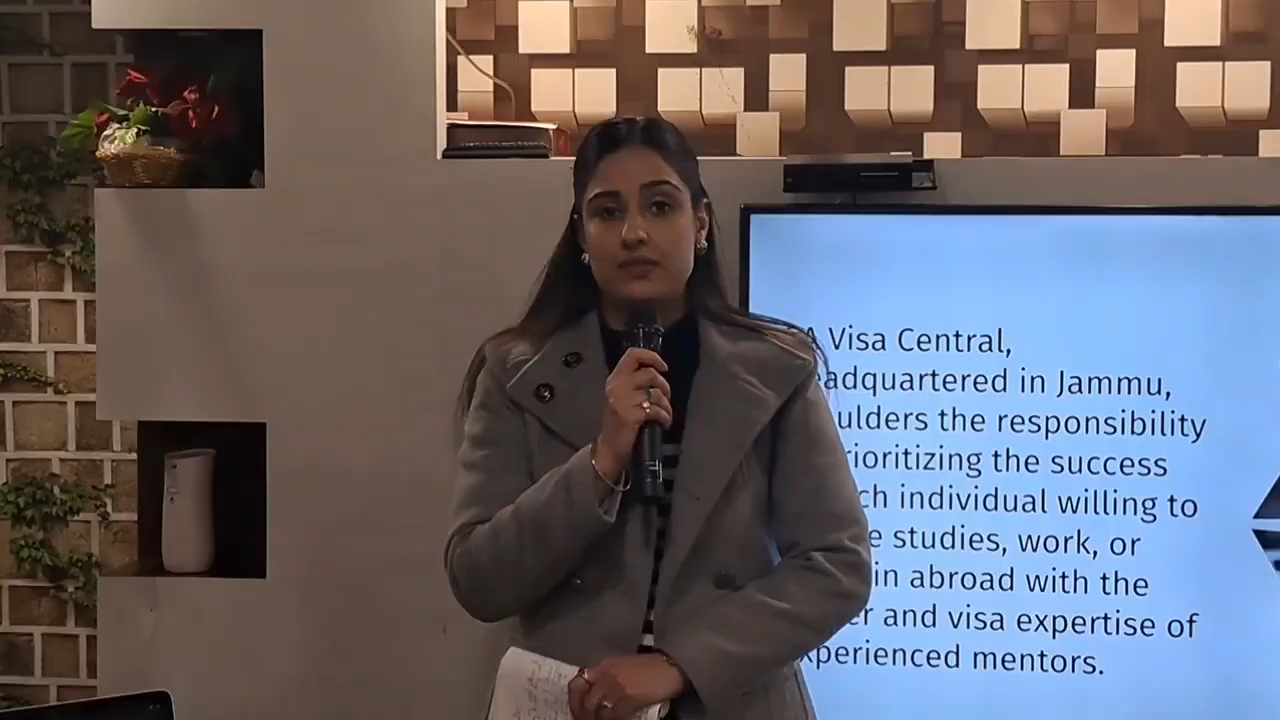 A Visa Central,
eadquartered in Jammu,
ulders the responsibility
rioritizing the success
ch individual willing to
e studies, work, or
in abroad with the
er and visa expertise of
xperienced mentors.